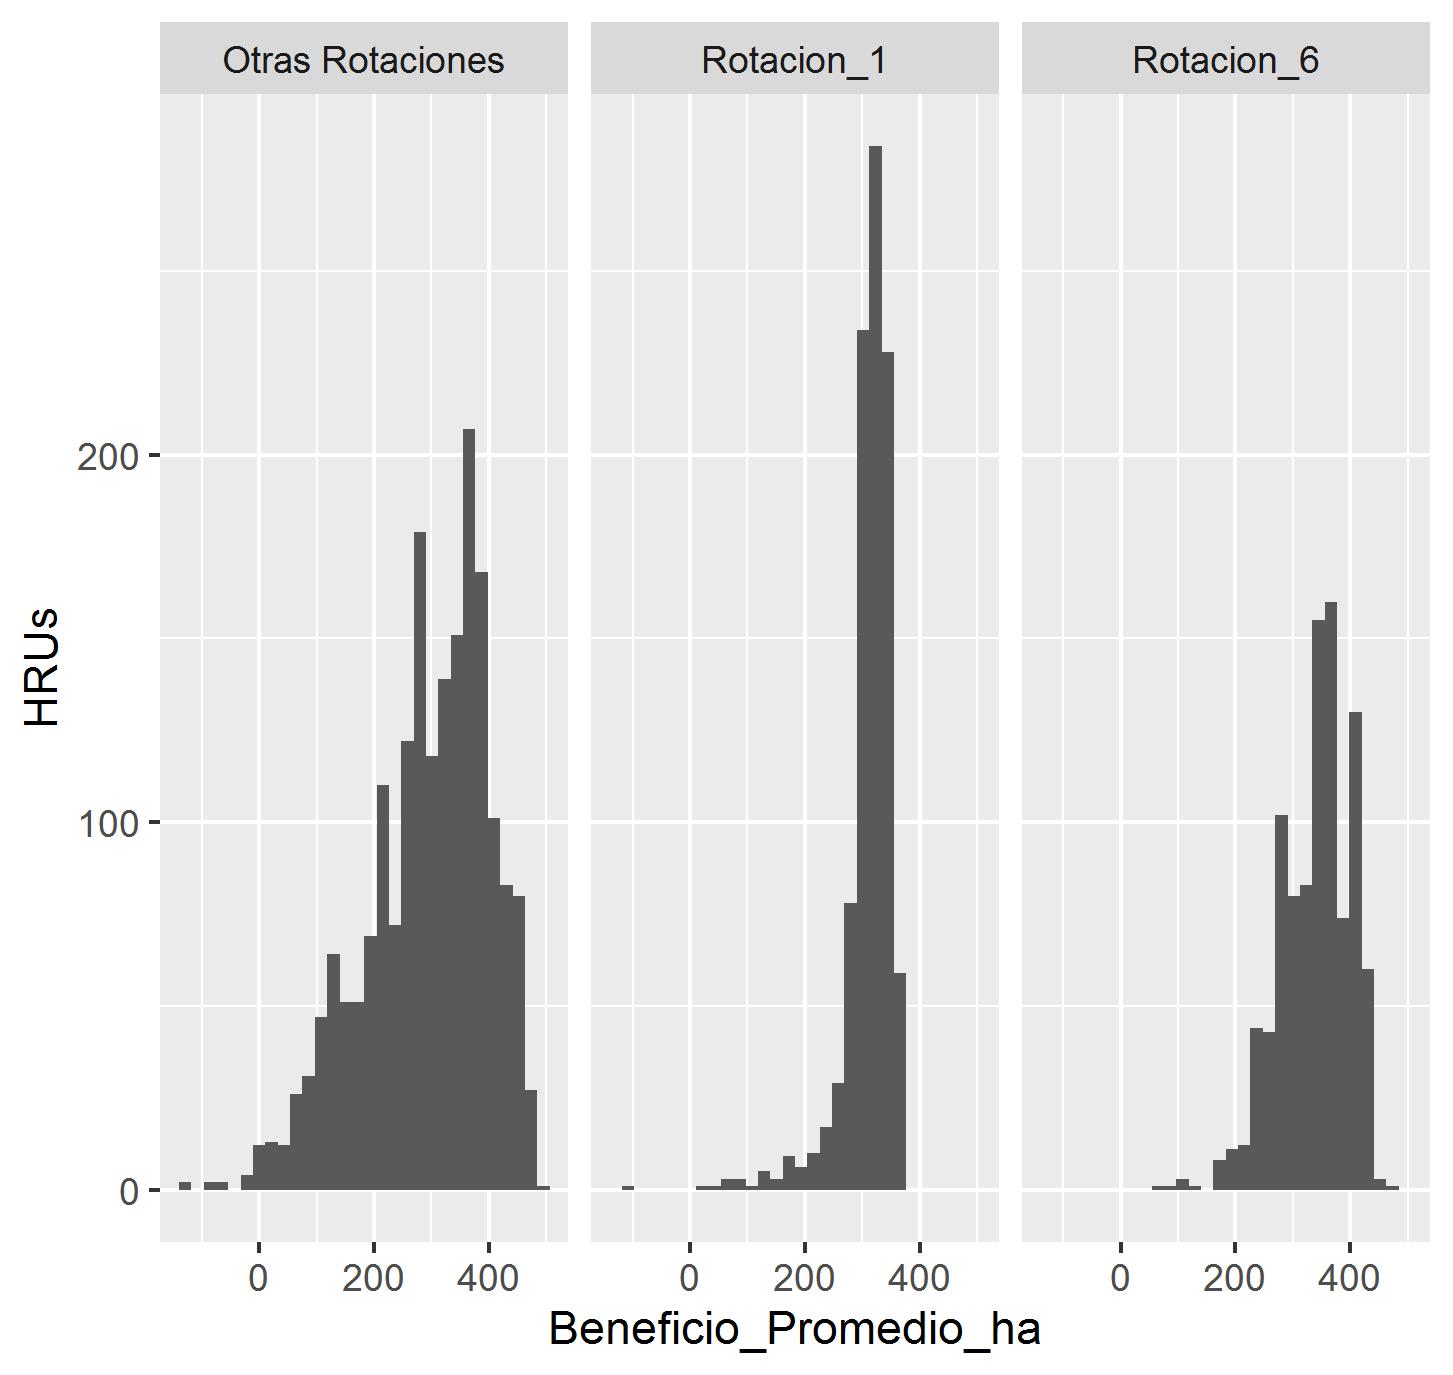 Otras Rotaciones Rotacion_1 Rotacion_6
HRUs
200
100
0
0 200 400 0 200 400 0 200 400
Beneficio_Promedio_ha